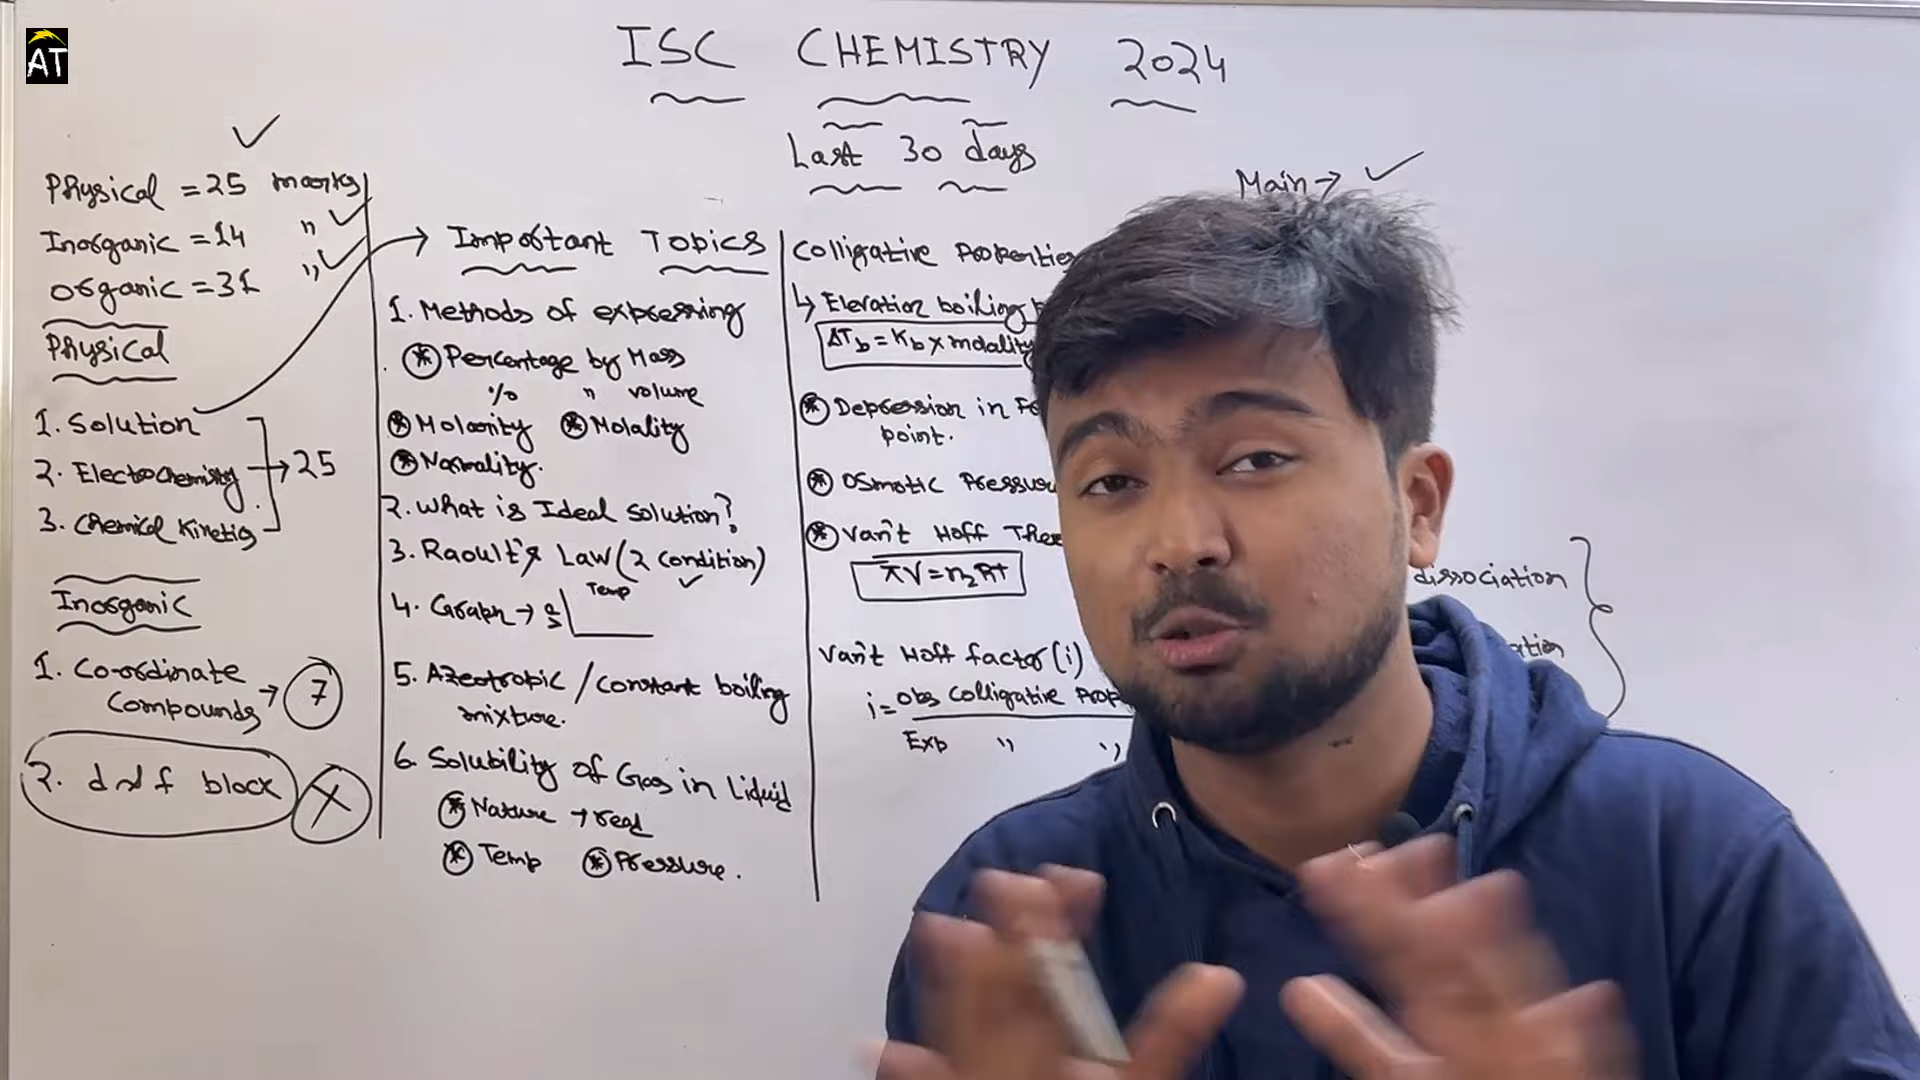 AT
ISC CHEMISTRY 2024
Last 30 days
Physical = 25 marks
Inorganic = 14 "
organic = 31 "
Physical
1. Solution
2. Electrochemistry → 25
3. Chemical Kinetics
Inorganic
1. Co-ordinate
Compounds → 7
2. d f block X
→ Important Topics
1. Methods of expressing
* Percentage by Mass
% " volume
* Molarity * Molality
* Normality.
2. What is Ideal Solution?
3. Raoult's Law (2 condition)
4. Graph → Temp
5. Azeotropic / constant boiling
mixture.
6. Solubility of Gas in Liquid
* Nature → read
* Temp * Pressure.
Main →
Colligative Properties
↳ Elevation boiling
ΔTb = Kb x molality
* Depression in
point.
* Osmotic Pressure
* Van't Hoff
πV = n2RT
dissociation
Van't Hoff factor (i)
i = obs Colligative
Exp " "